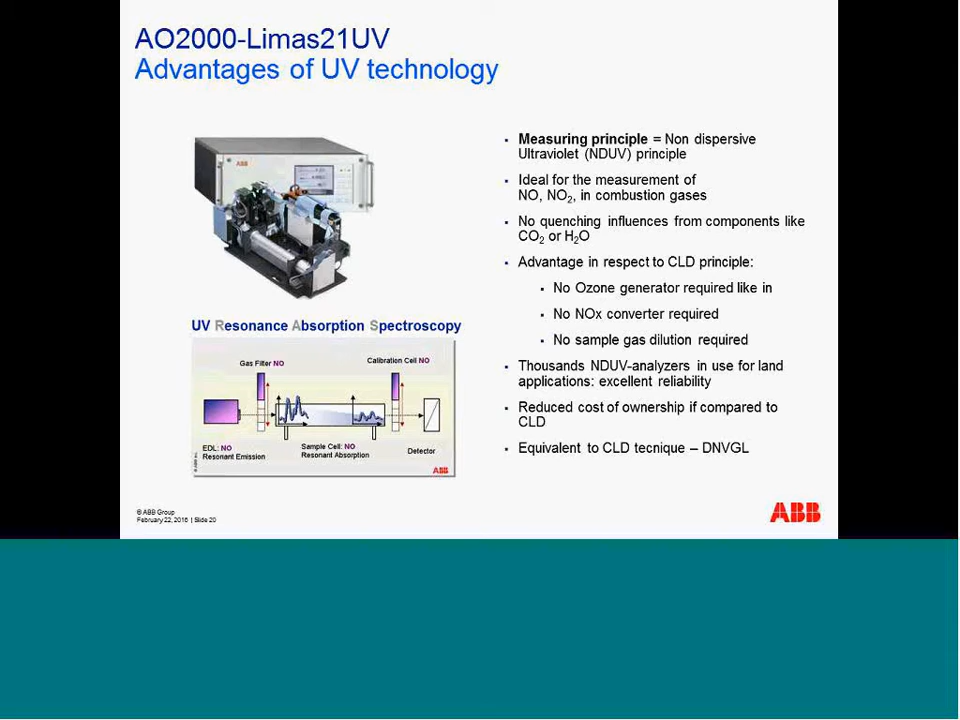 AO2000-Limas21UV
Advantages of UV technology
ABB
UV Resonance Absorption Spectroscopy
Gas Filter NO
Calibration Cell NO
EDL: NO
Resonant Emission
Sample Cell: NO
Resonant Absorption
Detector
ABB
▪ Measuring principle = Non dispersive
Ultraviolet (NDUV) principle
▪ Ideal for the measurement of
NO, NO2, in combustion gases
▪ No quenching influences from components like
CO2 or H2O
▪ Advantage in respect to CLD principle:
▪ No Ozone generator required like in
▪ No NOx converter required
▪ No sample gas dilution required
▪ Thousands NDUV-analyzers in use for land
applications: excellent reliability
▪ Reduced cost of ownership if compared to
CLD
▪ Equivalent to CLD tecnique – DNVGL
© ABB Group
February 22, 2016 | Slide 20
ABB